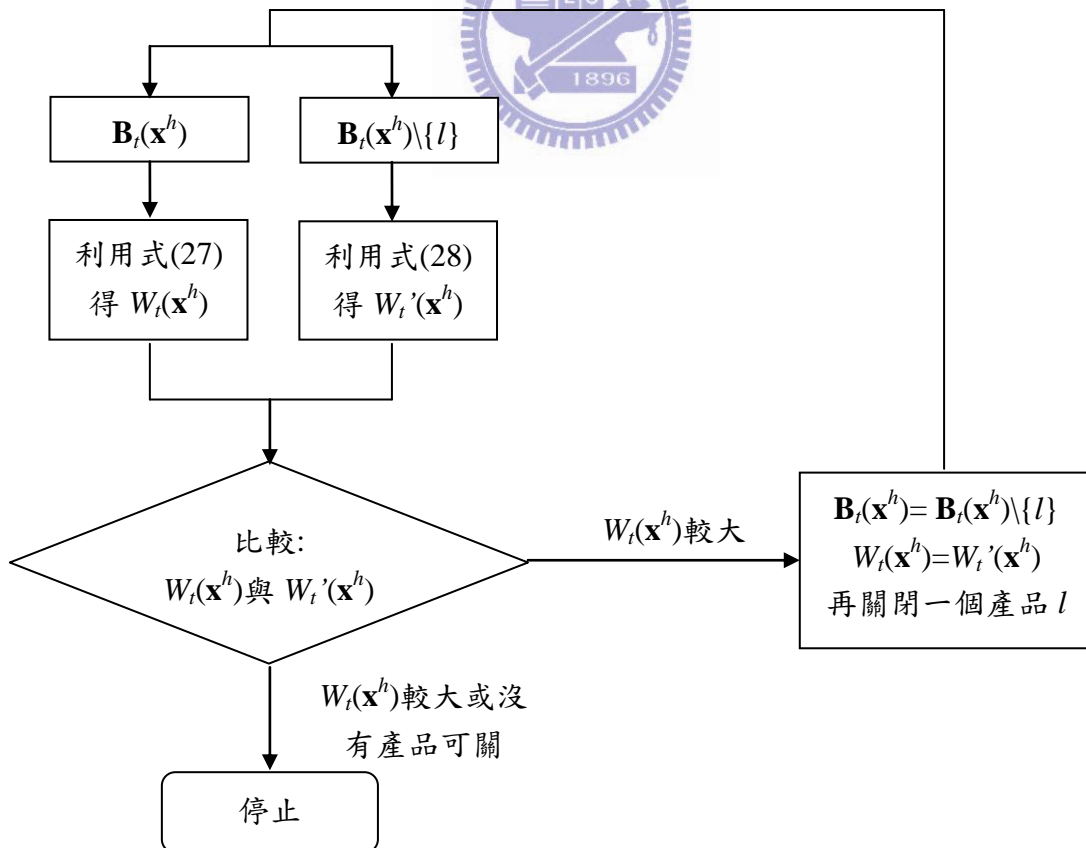 1896
B_t(x^h)
B_t(x^h)\{l}
利用式(27)
得 W_t(x^h)
利用式(28)
得 W_t’(x^h)
比較:
W_t(x^h)與 W_t’(x^h)
W_t(x^h)較大
B_t(x^h)= B_t(x^h)\{l}
W_t(x^h)=W_t’(x^h)
再關閉一個產品 l
W_t(x^h)較大或沒
有產品可關
停止